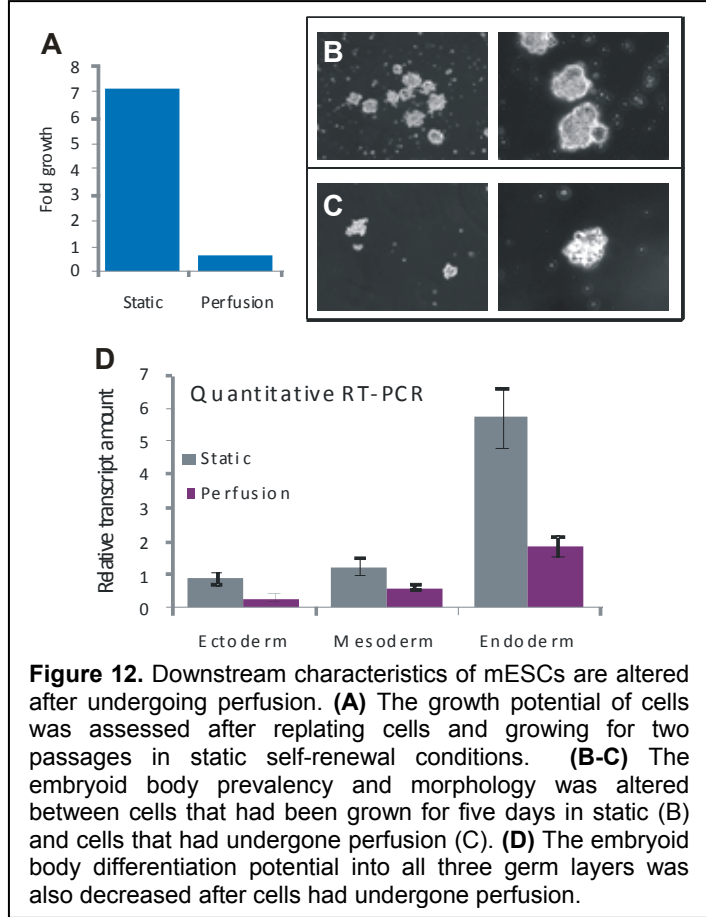 A
8
7
6
5
4
3
2
1
0
Fold growth
Static Perfusion
B
C
D
7
6
5
4
3
2
1
0
Relative transcript amount
Quantitative RT-PCR
Static
Perfusion
Ectoderm Mesoderm Endoderm
Figure 12. Downstream characteristics of mESCs are altered
after undergoing perfusion. (A) The growth potential of cells
was assessed after replating cells and growing for two
passages in static self-renewal conditions. (B-C) The
embryoid body prevalency and morphology was altered
between cells that had been grown for five days in static (B)
and cells that had undergone perfusion (C). (D) The embryoid
body differentiation potential into all three germ layers was
also decreased after cells had undergone perfusion.